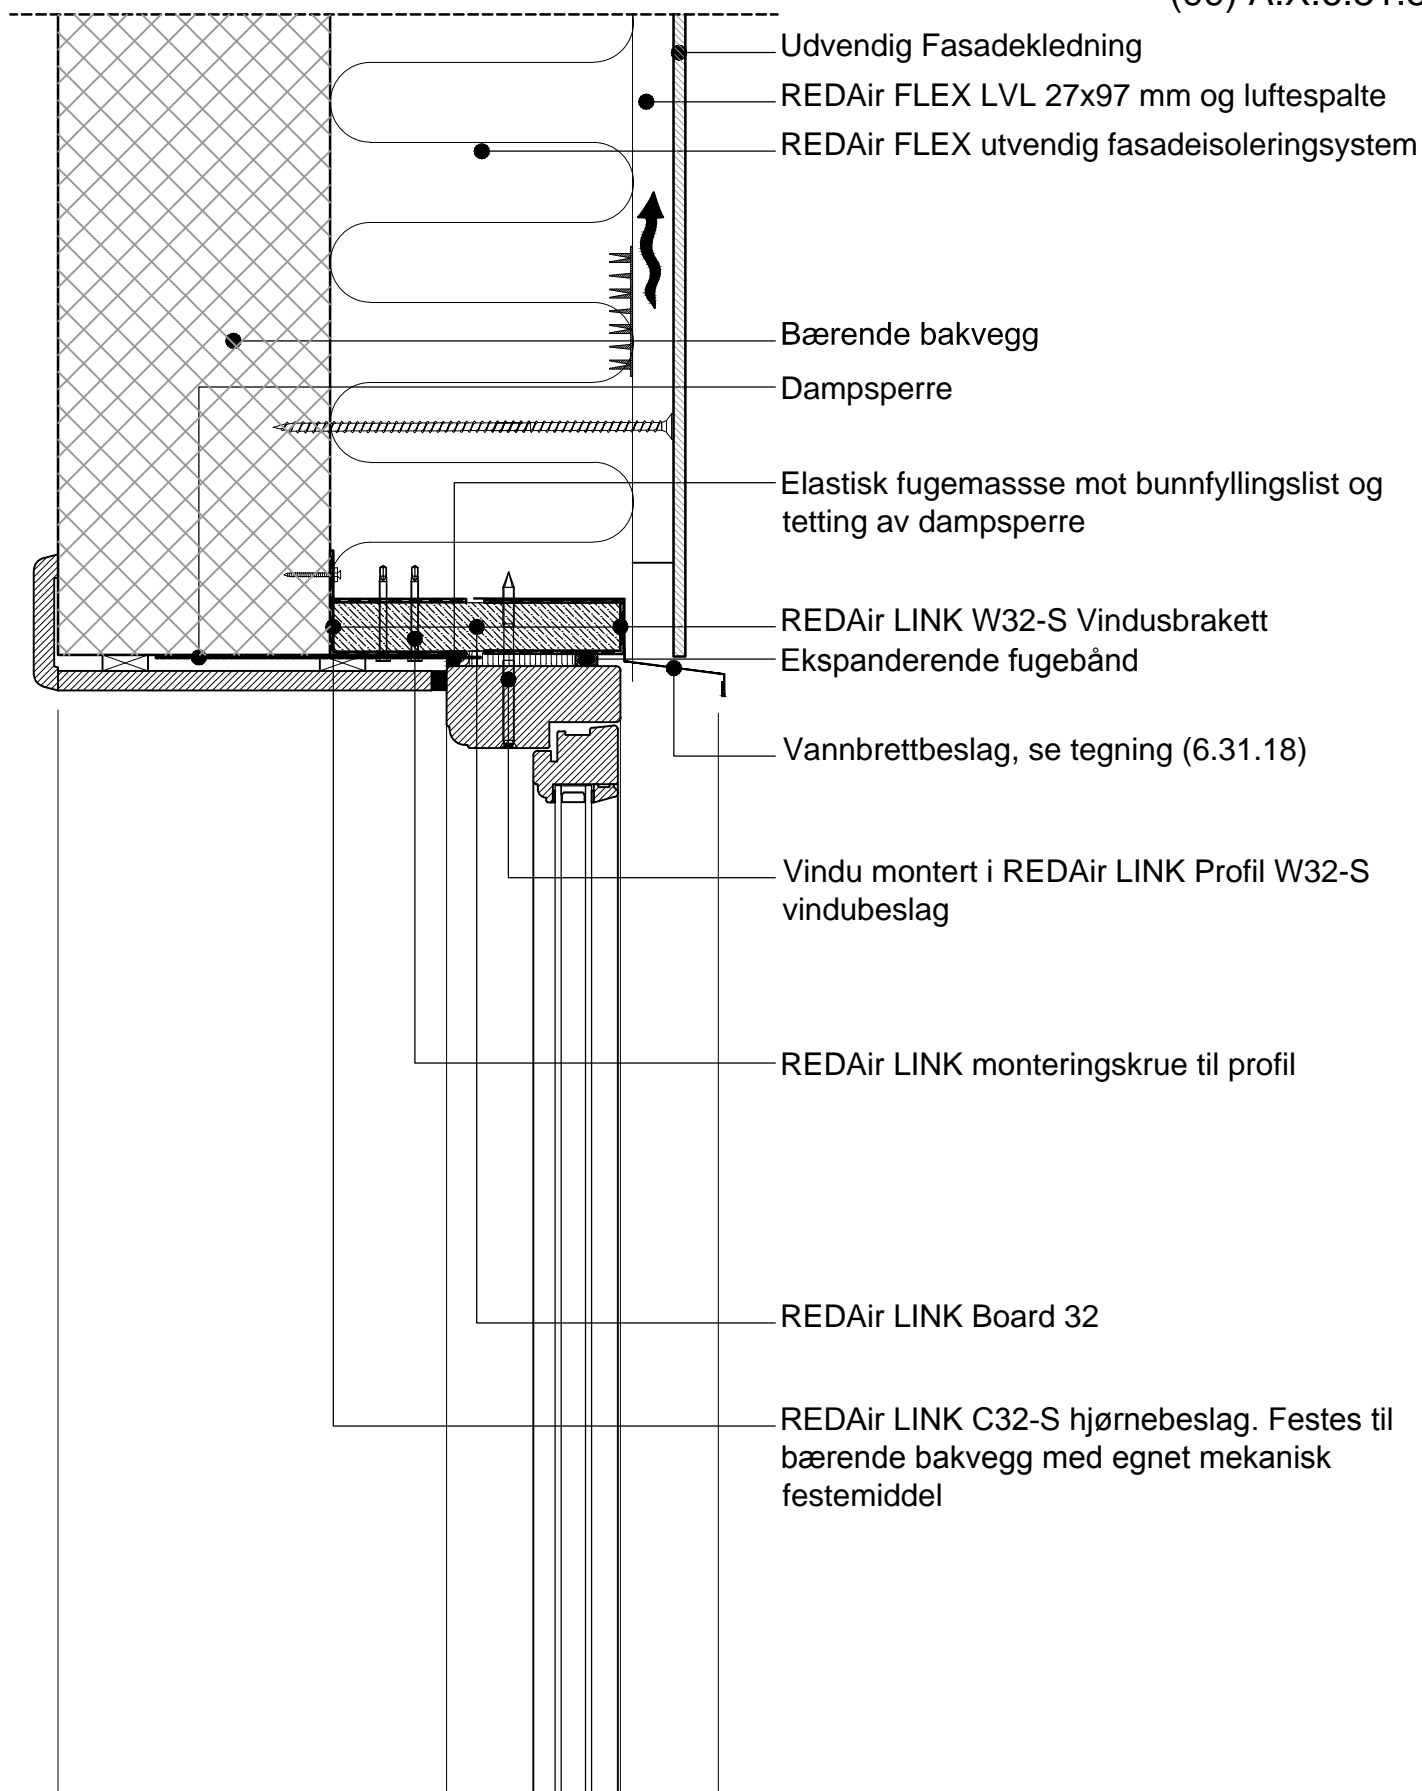 Udvendig Fasadekledning
REDAir FLEX LVL 27x97 mm og luftespalte
REDAir FLEX utvendig fasadeisoleringsystem
Bærende bakvegg
Dampsperre
Elastisk fugemassse mot bunnfyllingslist og
tetting av dampsperre
REDAir LINK W32-S Vindusbrakett
Ekspanderende fugebånd
Vannbrettbeslag, se tegning (6.31.18)
Vindu montert i REDAir LINK Profil W32-S
vindubeslag
REDAir LINK monteringskrue til profil
REDAir LINK Board 32
REDAir LINK C32-S hjørnebeslag. Festes til
bærende bakvegg med egnet mekanisk
festemiddel